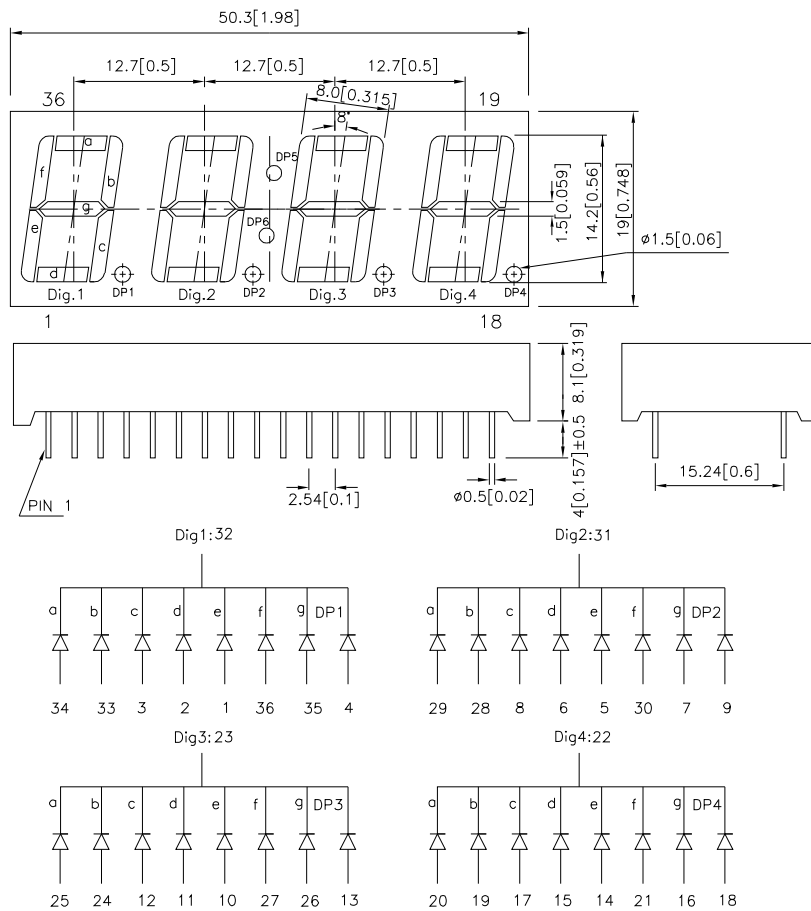 50.3[1.98]
12.7[0.5] 12.7[0.5] 12.7[0.5]
8.0[0.315]
36 19
8°
a
DP5
f b
g
DP6
e c
d
1.5[0.059]
14.2[0.56]
19[0.748]
ø1.5[0.06]
Dig.1 DP1 Dig.2 DP2 Dig.3 DP3 Dig.4 DP4
1 18
8.1[0.319]
4[0.157]±0.5
2.54[0.1] ø0.5[0.02] 15.24[0.6]
PIN 1
Dig1:32 Dig2:31
a b c d e f g DP1 a b c d e f g DP2
34 33 3 2 1 36 35 4 29 28 8 6 5 30 7 9
Dig3:23 Dig4:22
a b c d e f g DP3 a b c d e f g DP4
25 24 12 11 10 27 26 13 20 19 17 15 14 21 16 18